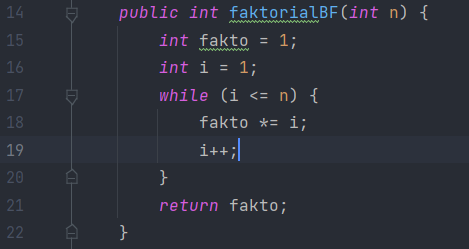 14 public int faktorialBF(int n) {
15 int fakto = 1;
16 int i = 1;
17 while (i <= n) {
18 fakto *= i;
19 i++;
20 }
21 return fakto;
22 }